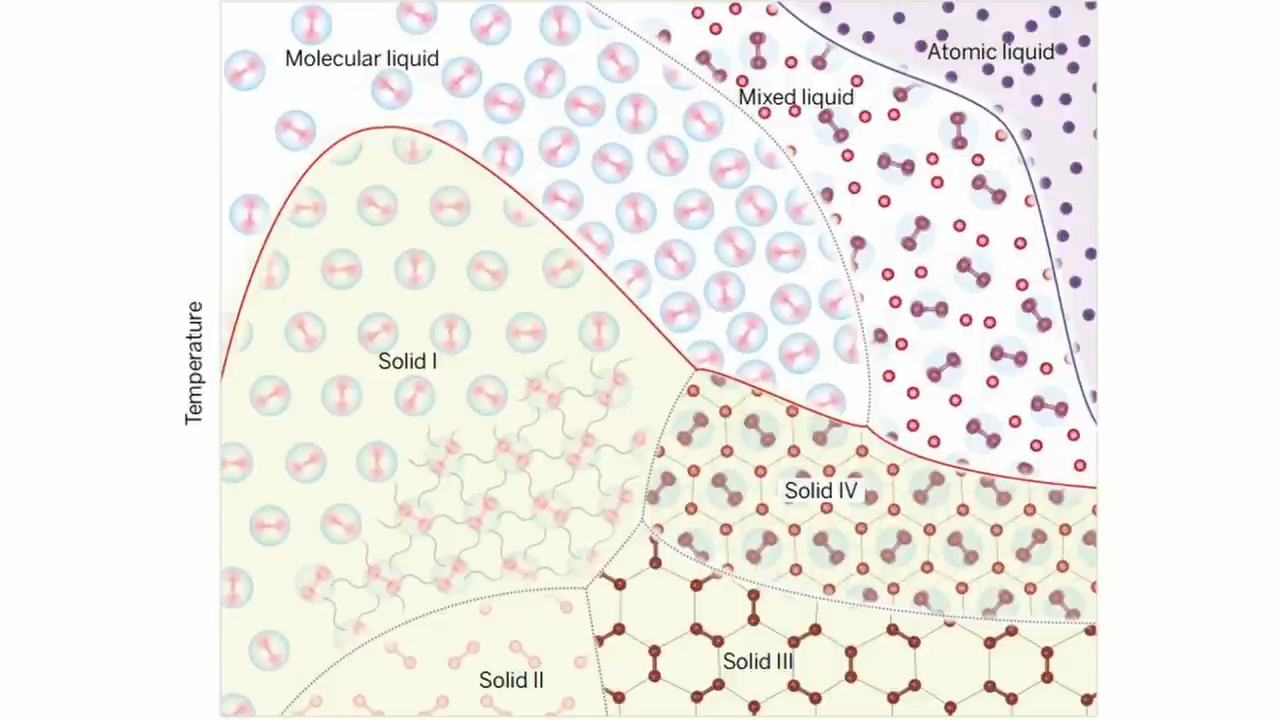 Molecular liquid
Atomic liquid
Mixed liquid
Temperature
Solid I
Solid IV
Solid III
Solid II